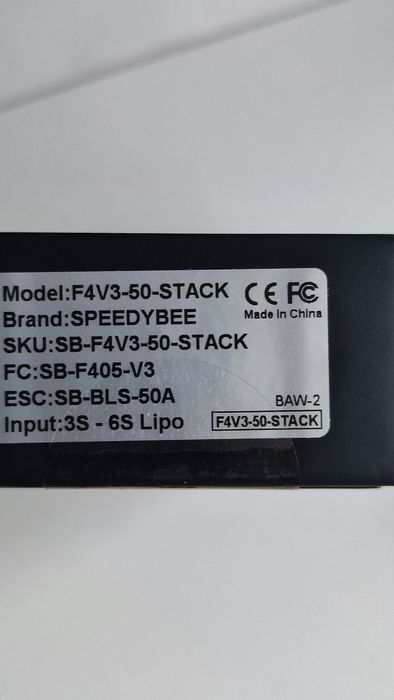 Model:F4V3-50-STACK CE FC
Brand:SPEEDYBEE Made in China
SKU:SB-F4V3-50-STACK
FC:SB-F405-V3
ESC:SB-BLS-50A BAW-2
Input:3S - 6S Lipo F4V3-50-STACK